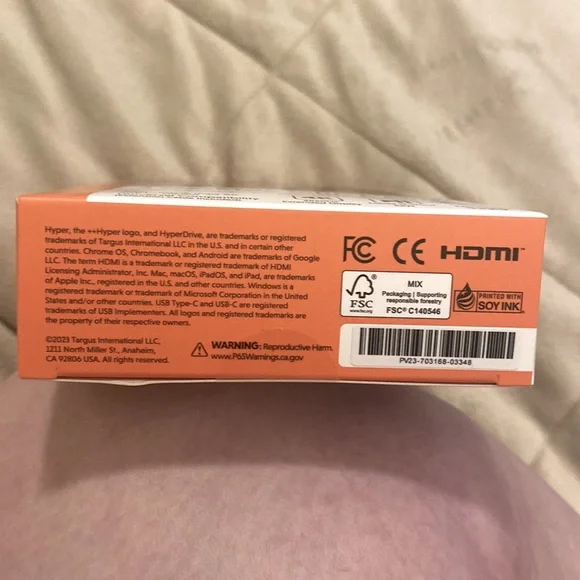 Hyper, the ++Hyper logo, and HyperDrive, are trademarks or registered
trademarks of Targus International LLC in the U.S. and in certain other
countries. Chrome OS, Chromebook, and Android are trademarks of Google
LLC. The term HDMI is a trademark or registered trademark of HDMI
Licensing Administrator, Inc. Mac, macOS, iPadOS, and iPad, are trademarks
of Apple Inc., registered in the U.S. and other countries. Windows is a
registered trademark or trademark of Microsoft Corporation in the United
States and/or other countries. USB Type-C and USB-C are registered
trademarks of USB Implementers. All logos and registered trademarks are
the property of their respective owners.
©2023 Targus International LLC,
1211 North Miller St., Anaheim,
CA 92806 USA. All rights reserved.
WARNING: Reproductive Harm.
www.P65Warnings.ca.gov
FC CE HDMI™
FSC
www.fsc.org
MIX
Packaging | Supporting
responsible forestry
FSC® C140546
PRINTED WITH
SOY INK
PV23-703168-03348